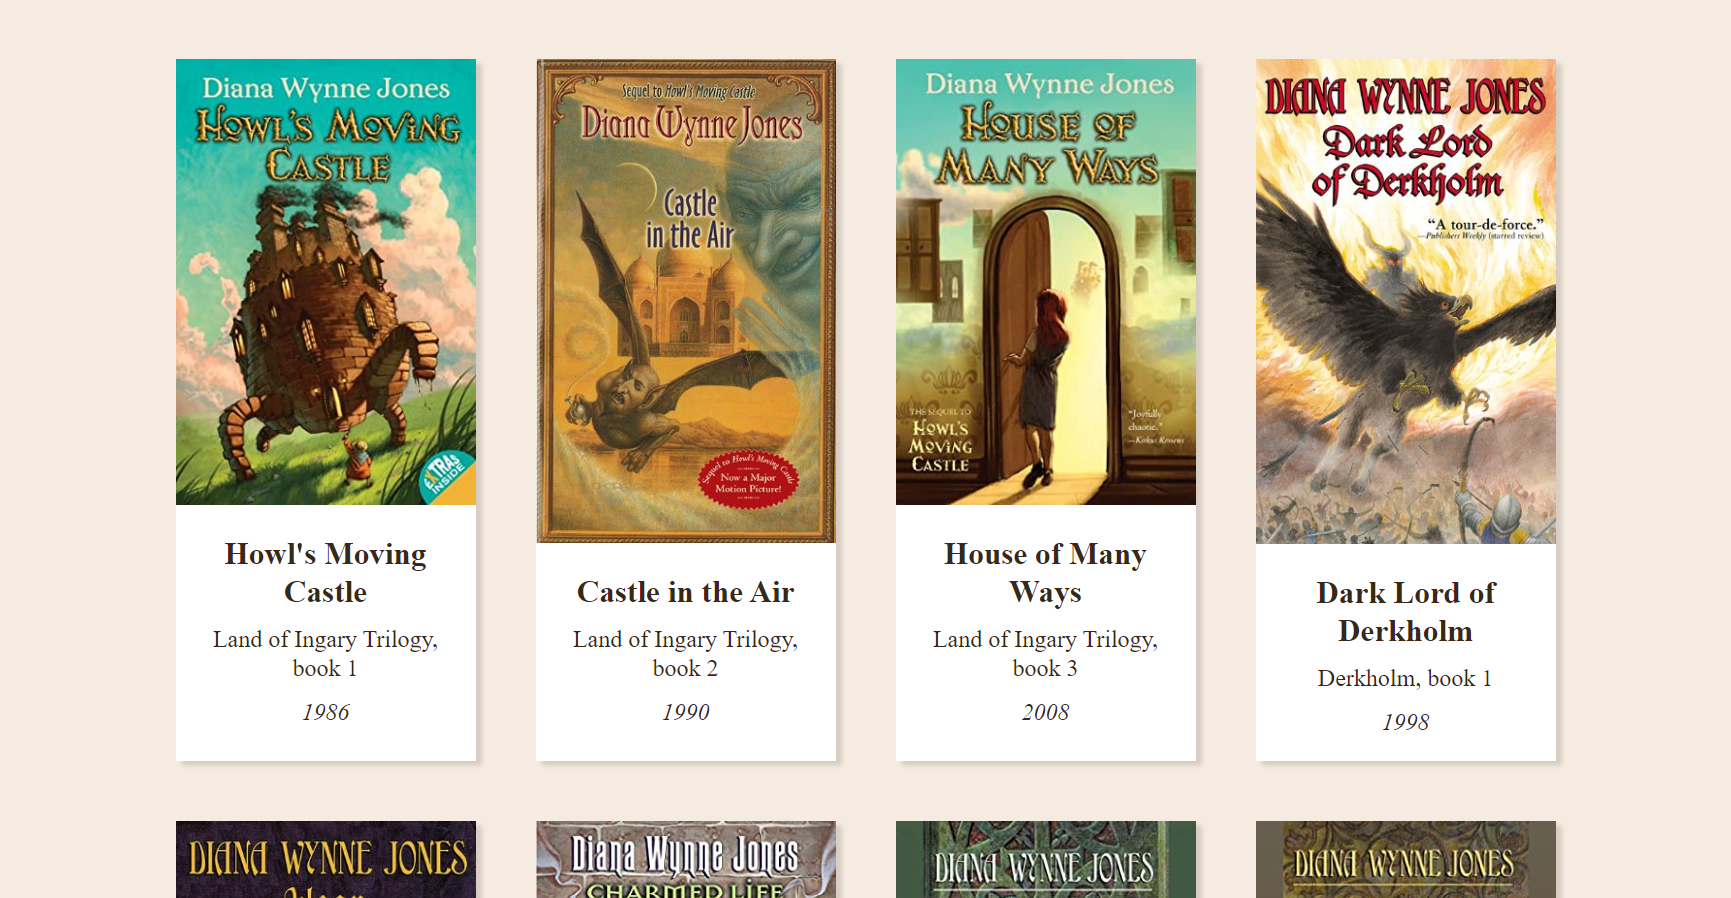 Diana Wynne Jones
Howl's Moving
Castle
EXTRAS
INSIDE
Howl's Moving
Castle
Land of Ingary Trilogy,
book 1
1986
Sequel to Howl's Moving Castle
Diana Wynne Jones
Castle
in the Air
Sequel to Howl's Moving Castle
Now a Major
Motion Picture!
Castle in the Air
Land of Ingary Trilogy,
book 2
1990
Diana Wynne Jones
House of
Many Ways
THE SEQUEL TO
Howl's
Moving
Castle
"Joyfully
chaotic."
—Kirkus Reviews
House of Many
Ways
Land of Ingary Trilogy,
book 3
2008
DIANA WYNNE JONES
Dark Lord
of Derkholm
"A tour-de-force."
—Publishers Weekly (starred review)
Dark Lord of
Derkholm
Derkholm, book 1
1998
DIANA WYNNE JONES
Diana Wynne Jones
CHARMED LIFE
DIANA WYNNE JONES
DIANA WYNNE JONES